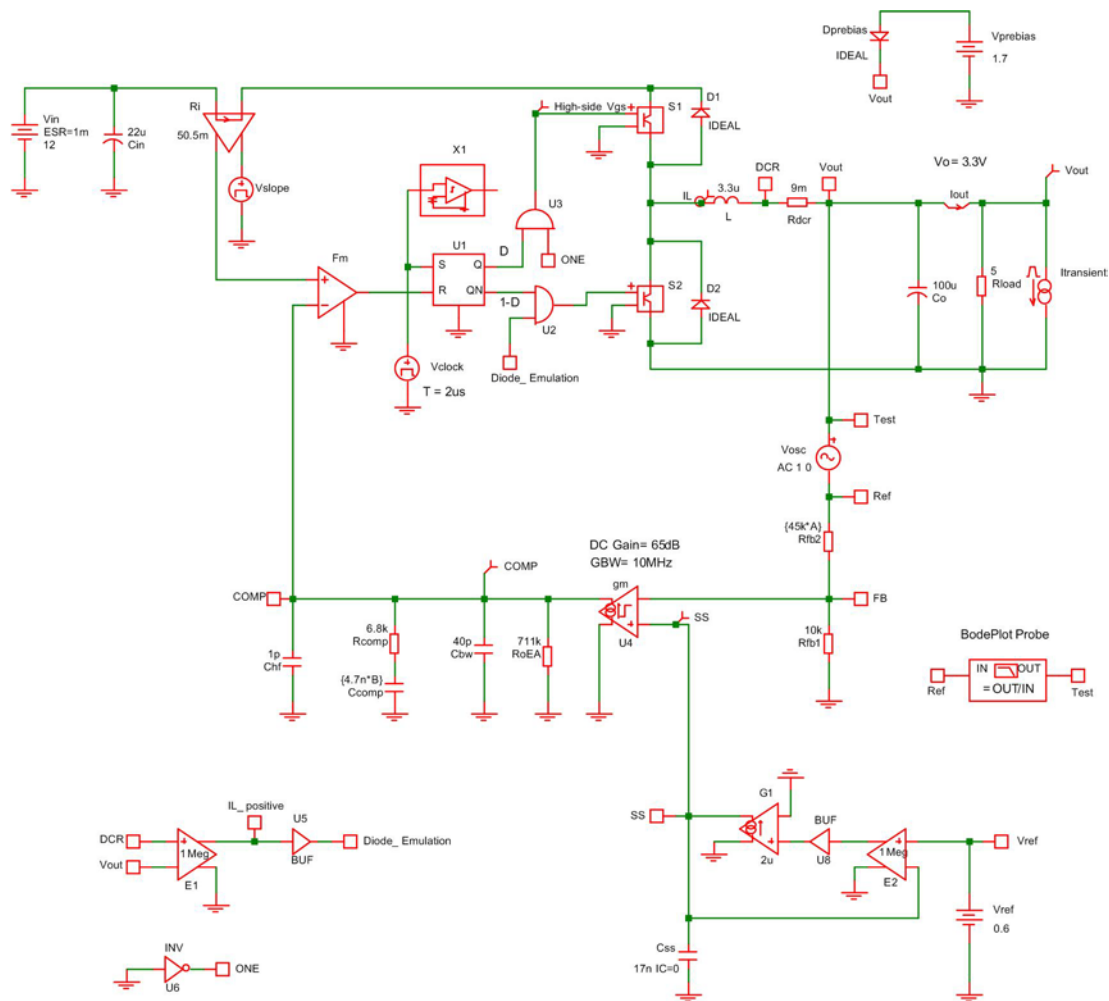 Dprebias
IDEAL
Vout
Vprebias
1.7
Ri
50.5m
Vin
ESR=1m
12
22u
Cin
Vslope
High-side Vgs
S1
D1
IDEAL
X1
U3
ONE
U1
S
Q
R
QN
D
1-D
U2
Fm
Diode_Emulation
Vclock
T = 2us
S2
D2
IDEAL
IL
3.3u
L
DCR
9m
Rdcr
Vout
Vo = 3.3V
Iout
Vout
100u
Co
5
Rload
Itransient
Test
Vosc
AC 1 0
Ref
{45k*A}
Rfb2
FB
10k
Rfb1
DC Gain= 65dB
GBW= 10MHz
gm
U4
SS
COMP
COMP
1p
Chf
6.8k
Rcomp
{4.7n*B}
Ccomp
40p
Cbw
711k
RoEA
BodePlot Probe
IN
OUT
= OUT/IN
Ref
Test
DCR
Vout
1Meg
E1
IL_positive
U5
BUF
Diode_Emulation
INV
U6
ONE
SS
G1
2u
BUF
U8
1Meg
E2
Vref
Vref
0.6
Css
17n IC=0